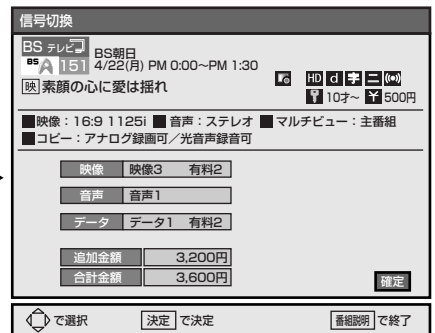 信号切換
BS テレビ BS朝日
BS A 151 4/22(月) PM 0:00~PM 1:30
映 素顔の心に愛は揺れ HD d 字 二
10才~ ¥ 500円
■映像:16:9 1125i ■音声:ステレオ ■マルチビュー:主番組
■コピー:アナログ録画可/光音声録音可
映像 映像3 有料2
音声 音声1
データ データ1 有料2
追加金額 3,200円
合計金額 3,600円
確定
で選択 決定 で決定 番組説明 で終了